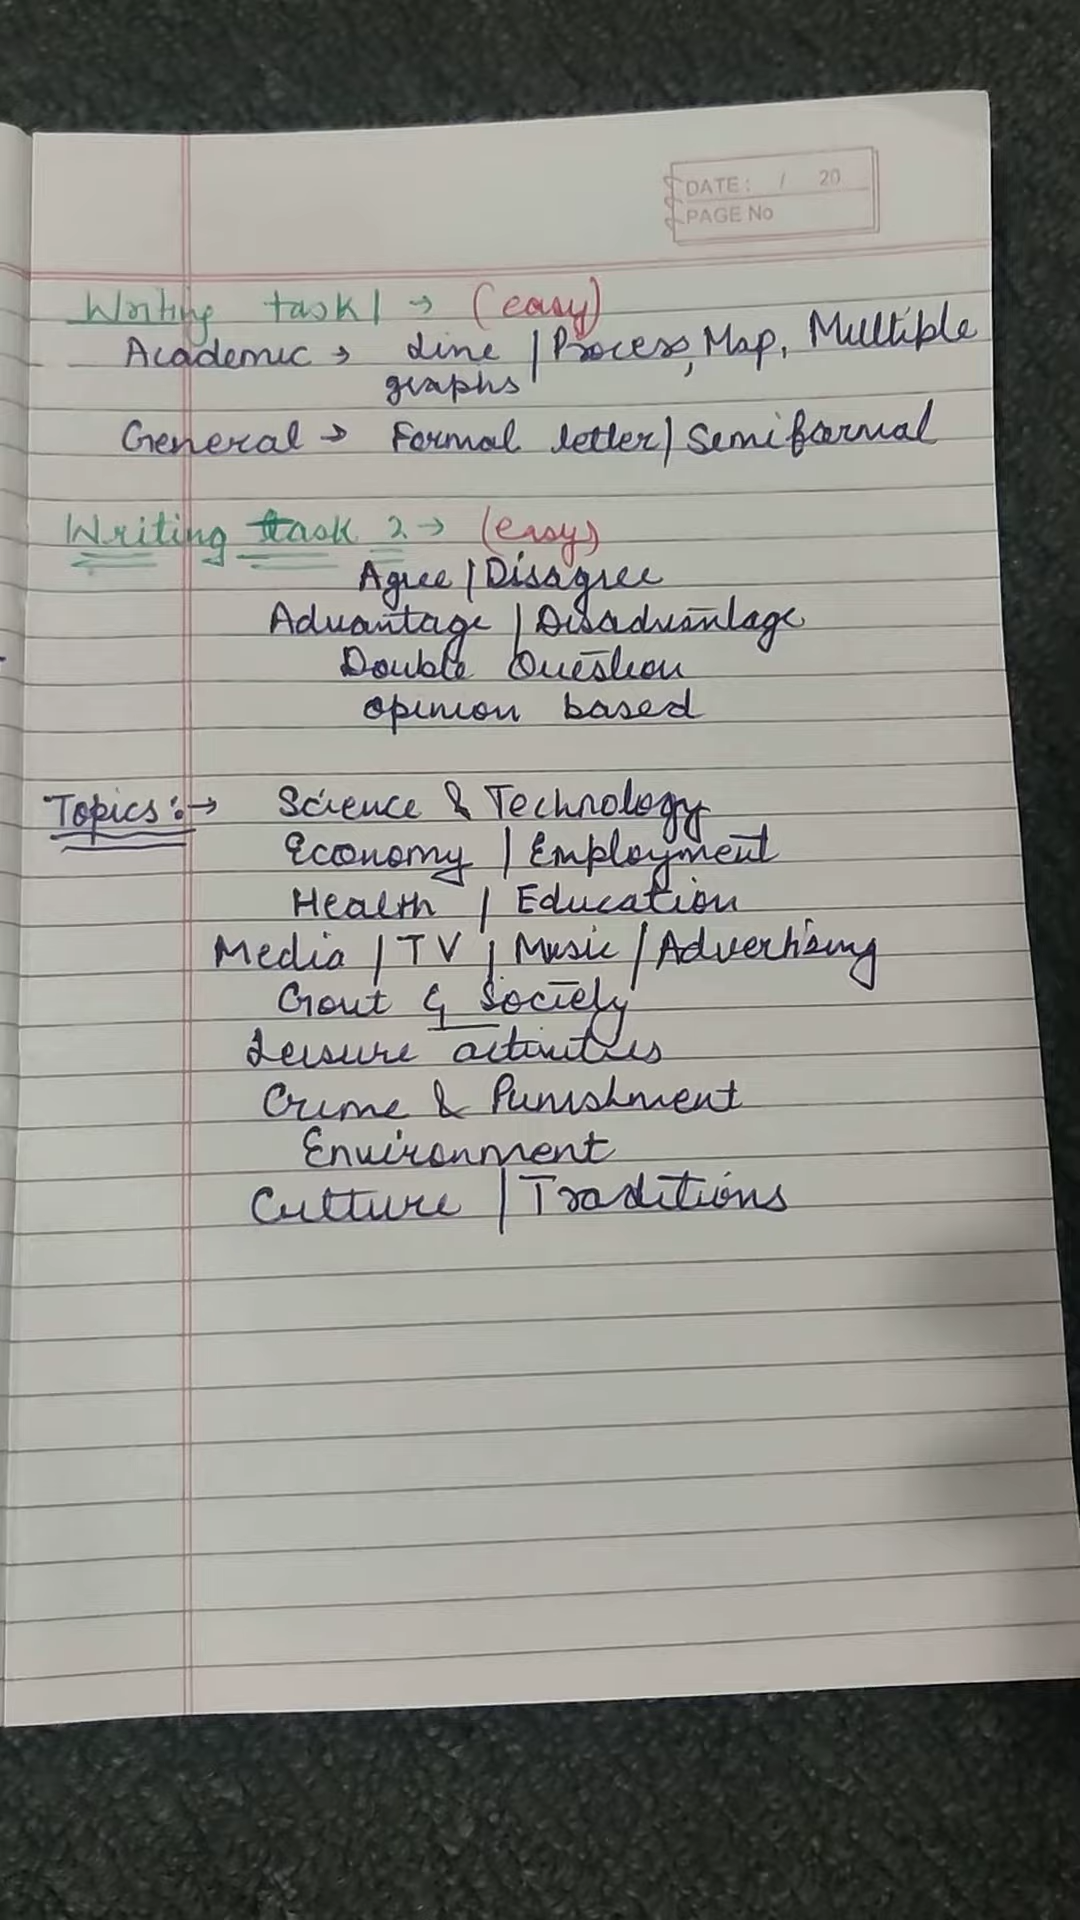 DATE: / 20
PAGE No
Writing task 1 → (easy)
Academic → Line | Process, Map, Multiple
graphs
General → Formal letter | Semiformal
Writing task 2 → (easy)
Agree | Disagree
Advantage | Disadvantage
Double Question
opinion based
Topics :→ Science & Technology
Economy | Employment
Health | Education
Media | TV | Music | Advertising
Govt & Society
Leisure activities
Crime & Punishment
Environment
Culture | Traditions